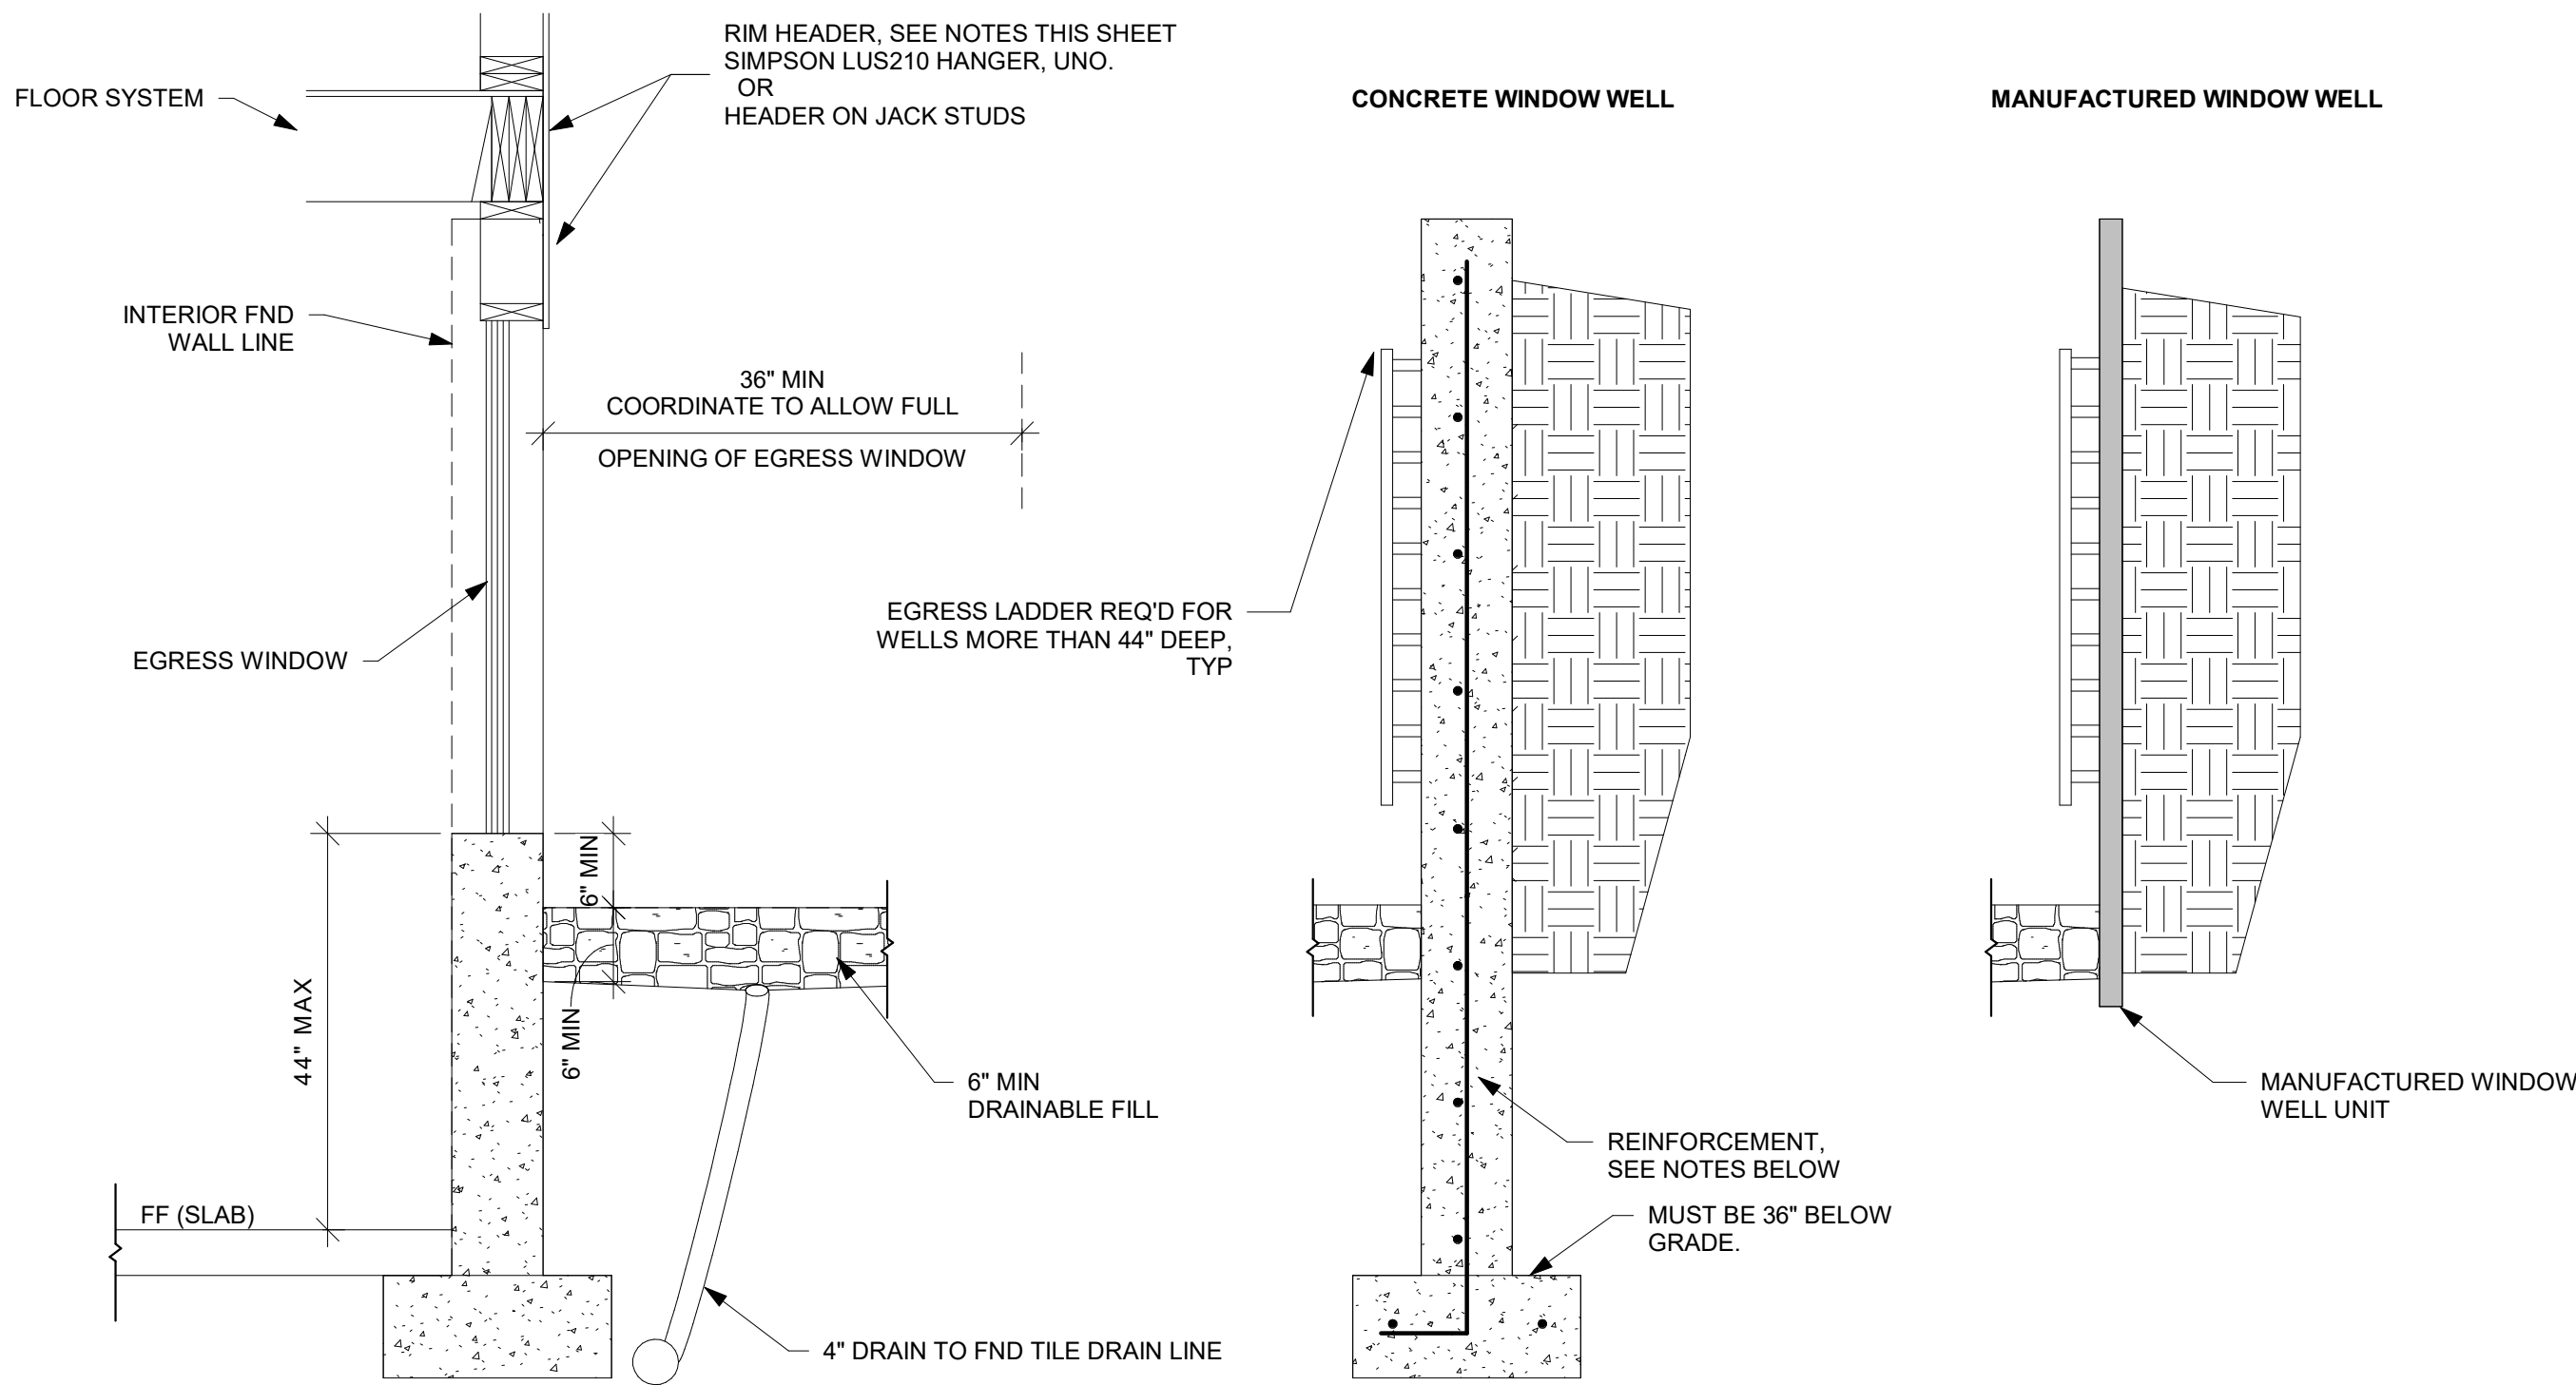 RIM HEADER, SEE NOTES THIS SHEET
SIMPSON LUS210 HANGER, UNO.
OR
HEADER ON JACK STUDS
FLOOR SYSTEM
CONCRETE WINDOW WELL
MANUFACTURED WINDOW WELL
INTERIOR FND
WALL LINE
36" MIN
COORDINATE TO ALLOW FULL
OPENING OF EGRESS WINDOW
EGRESS LADDER REQ'D FOR
WELLS MORE THAN 44" DEEP,
TYP
EGRESS WINDOW
6" MIN
44" MAX
6" MIN
6" MIN
DRAINABLE FILL
MANUFACTURED WINDOW
WELL UNIT
REINFORCEMENT,
SEE NOTES BELOW
FF (SLAB)
MUST BE 36" BELOW
GRADE.
4" DRAIN TO FND TILE DRAIN LINE